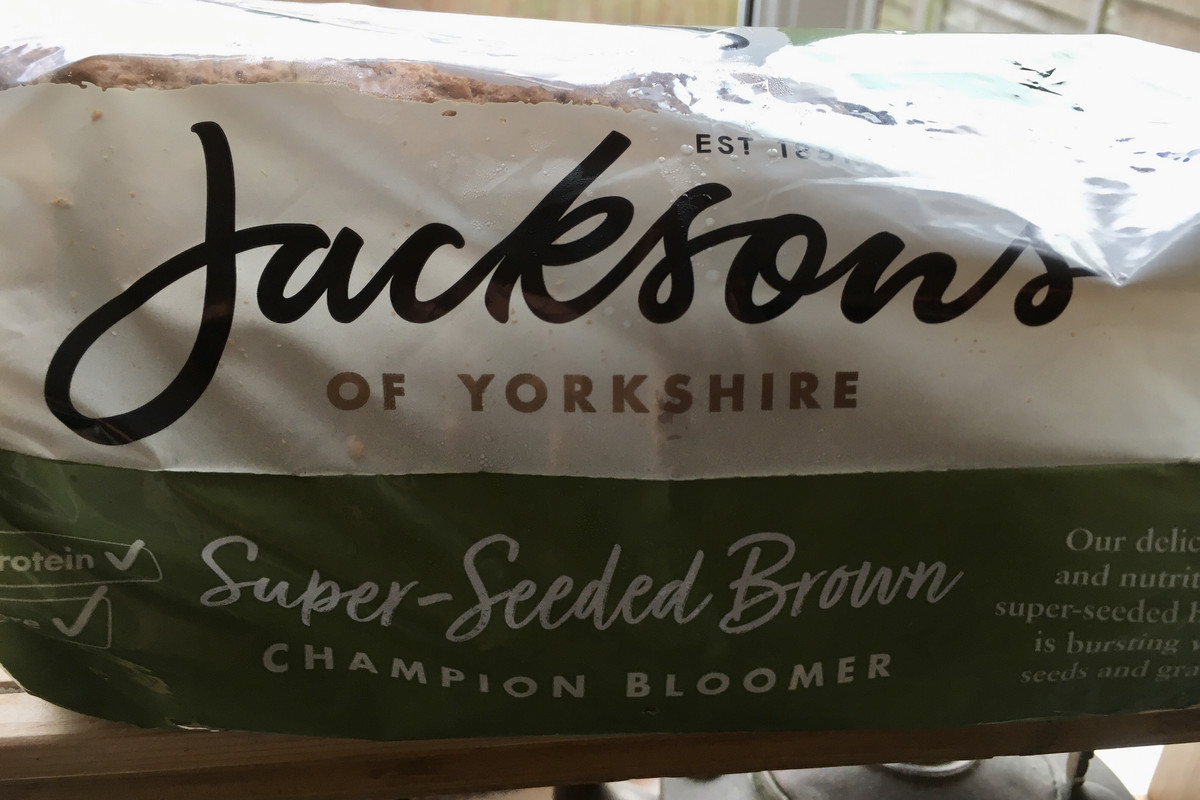 EST
Jackson's
OF YORKSHIRE
Super-Seeded Brown
CHAMPION BLOOMER
rotein
Our delic
and nutrit
super-seeded b
is bursting
seeds and gra